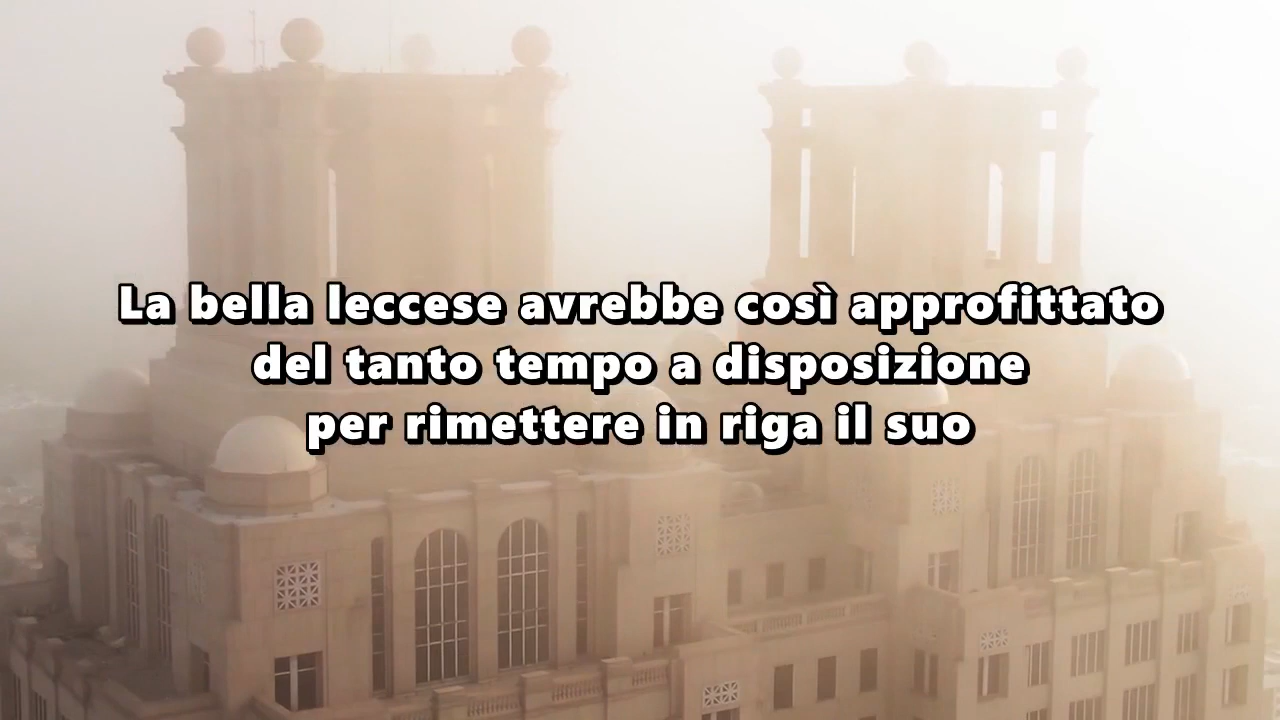 La bella leccese avrebbe così approfittato
del tanto tempo a disposizione
per rimettere in riga il suo